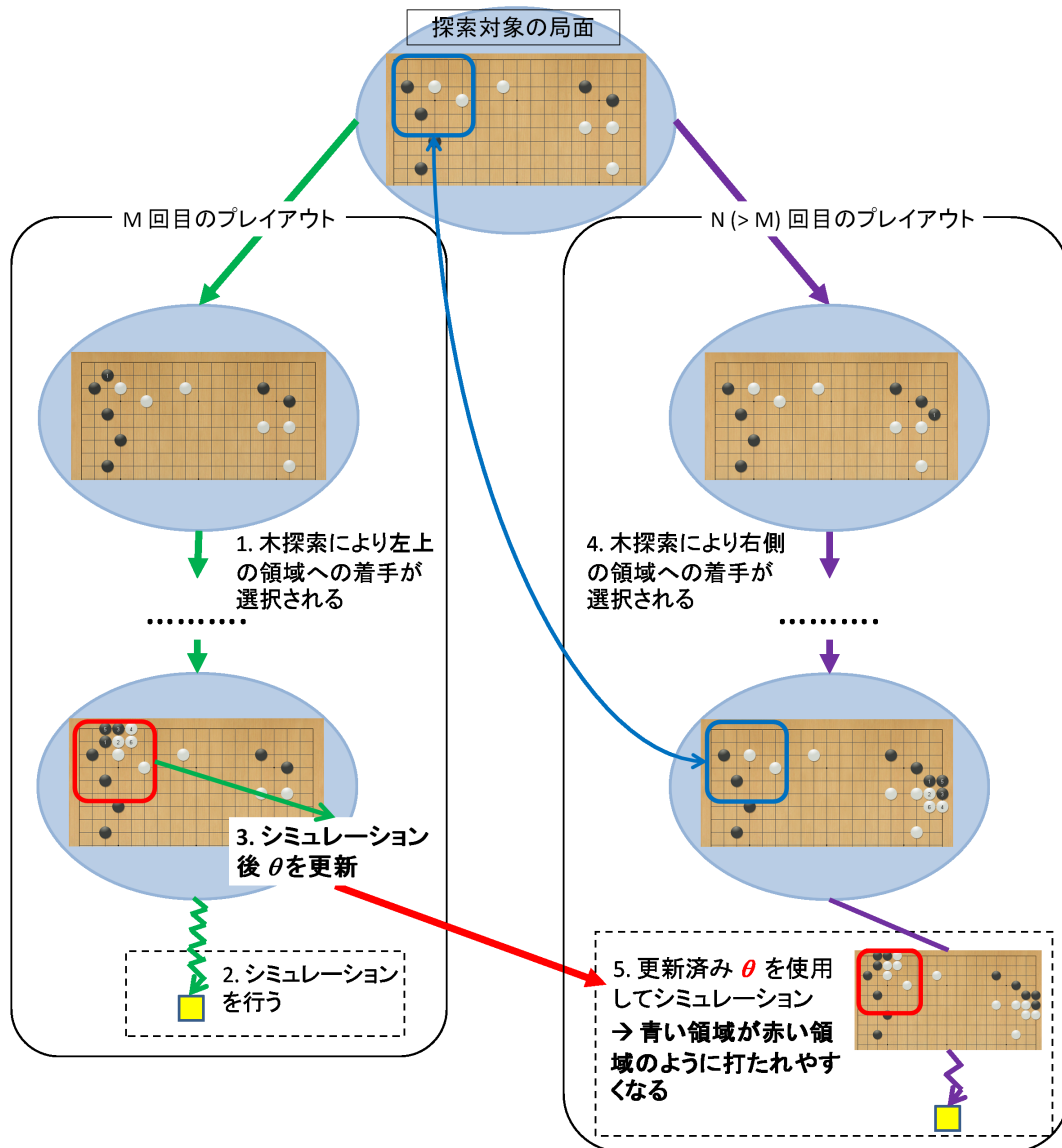 探索対象の局面
M 回目のプレイアウト
N (> M) 回目のプレイアウト
1. 木探索により左上
の領域への着手が
選択される
4. 木探索により右側
の領域への着手が
選択される
3. シミュレーション
後 θ を更新
2. シミュレーション
を行う
5. 更新済み θ を使用
してシミュレーション
→ 青い領域が赤い領
域のように打たれやす
くなる